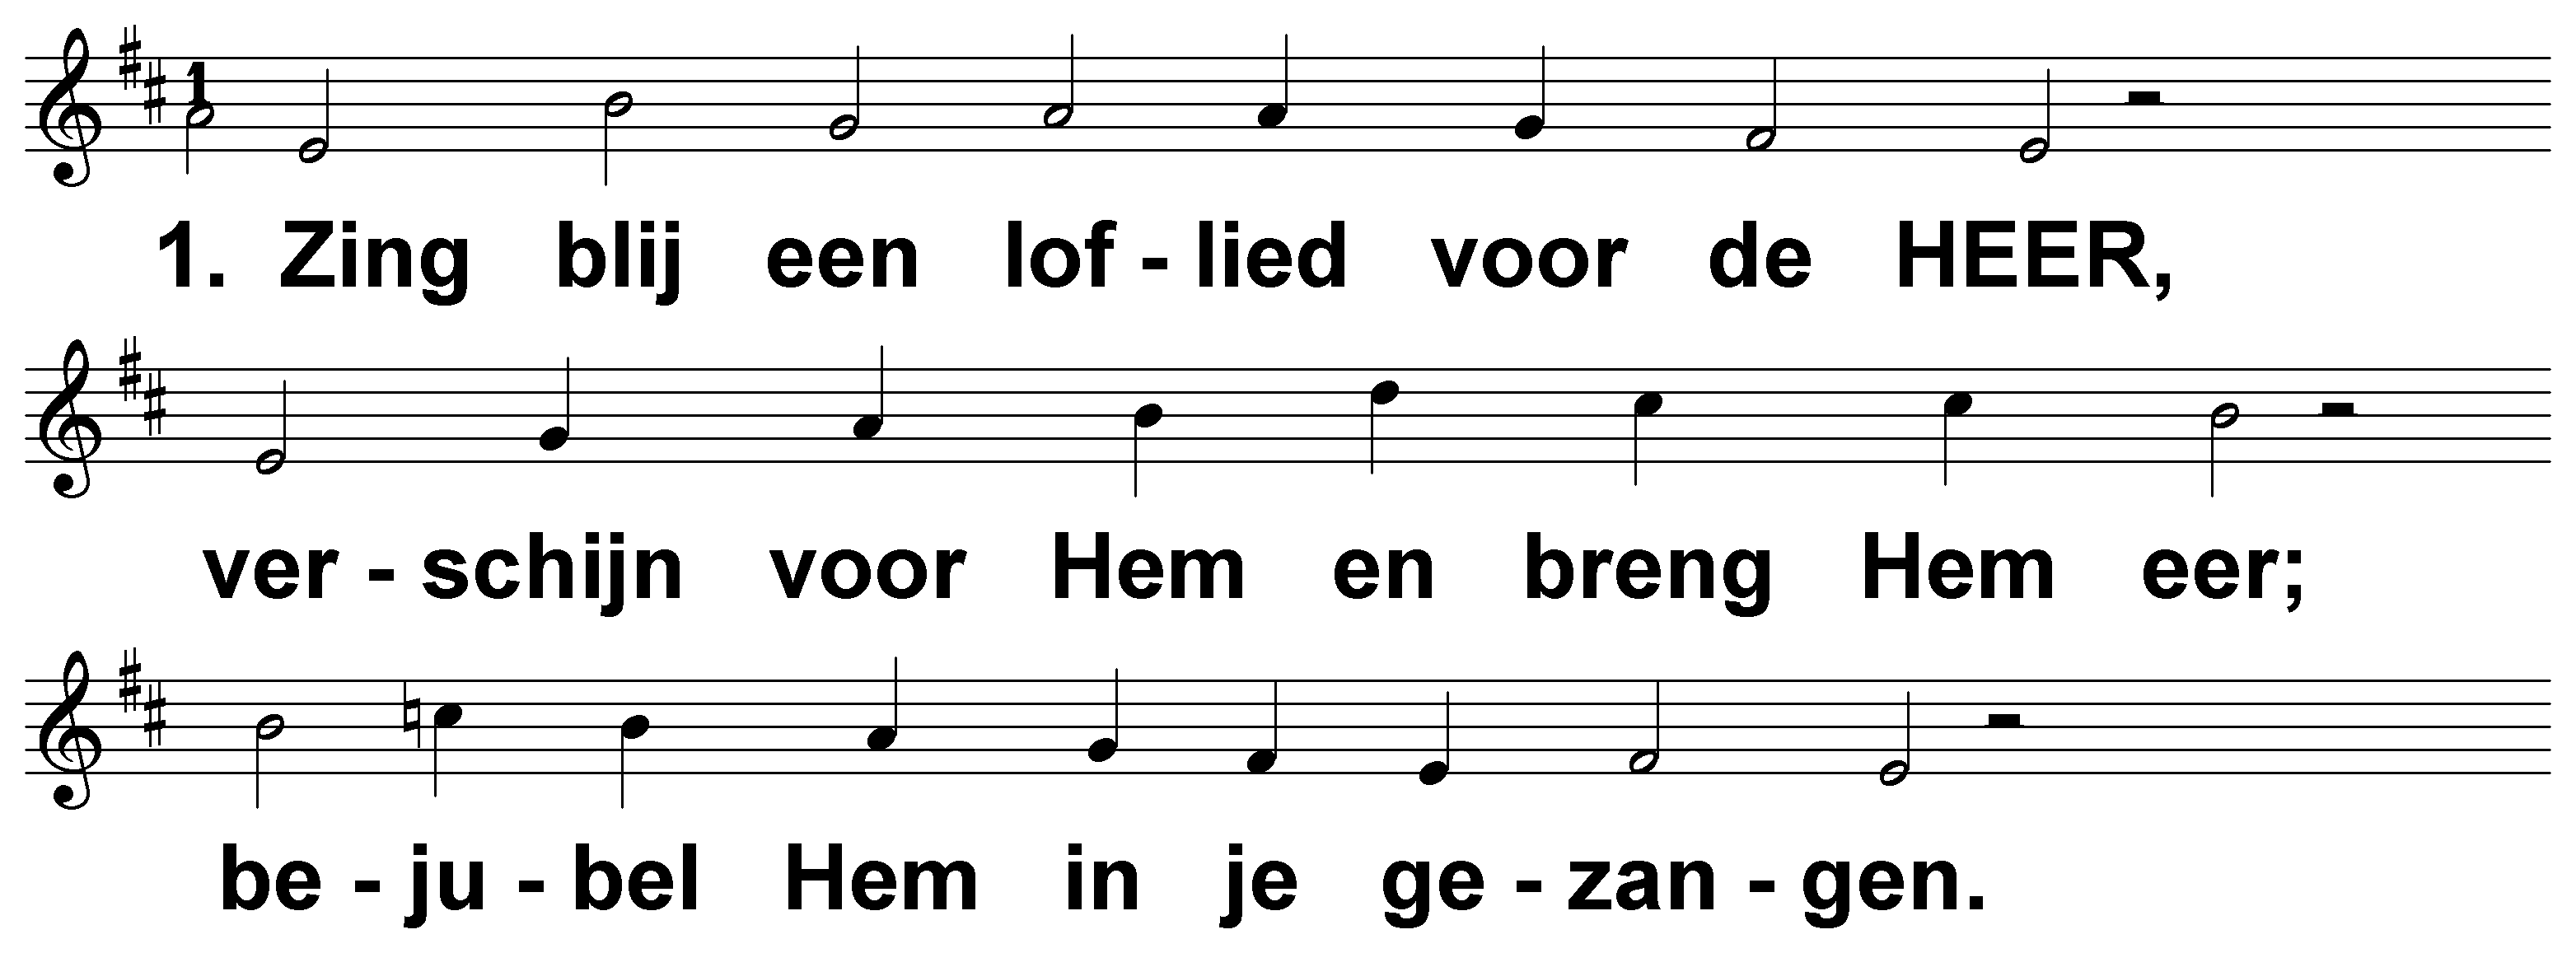 1. Zing blij een lof - lied voor de HEER,
ver - schijn voor Hem en breng Hem eer;
be - ju - bel Hem in je ge - zan - gen.